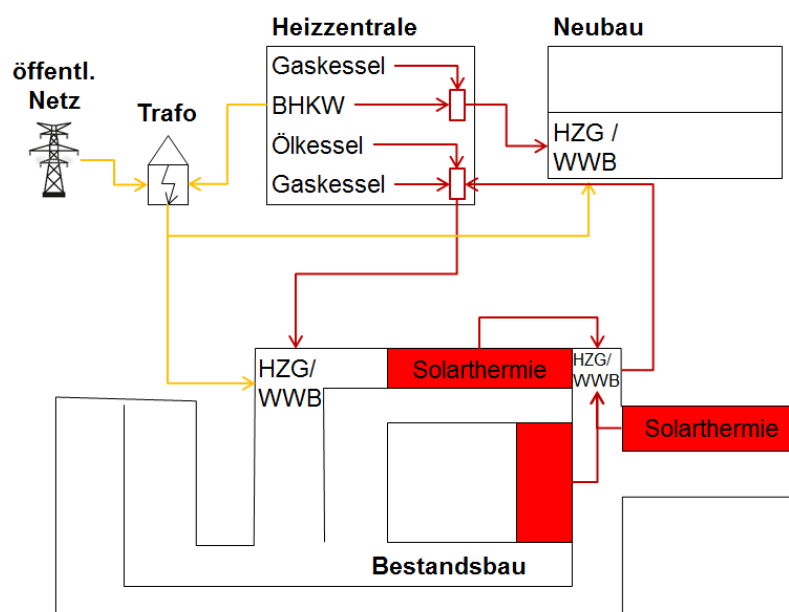 Heizzentrale
Neubau
öffentl.
Netz
Trafo
Gaskessel
BHKW
Ölkessel
Gaskessel
HZG /
WWB
HZG/
WWB
Solarthermie
HZG/
WWB
Solarthermie
Bestandsbau